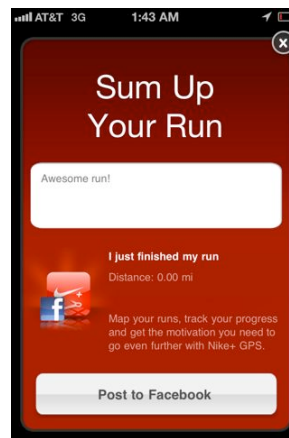 AT&T 3G 1:43 AM
x
Sum Up
Your Run
Awesome run!
I just finished my run
Distance: 0.00 mi
Map your runs, track your progress
and get the motivation you need to
go even further with Nike+ GPS.
f
Post to Facebook